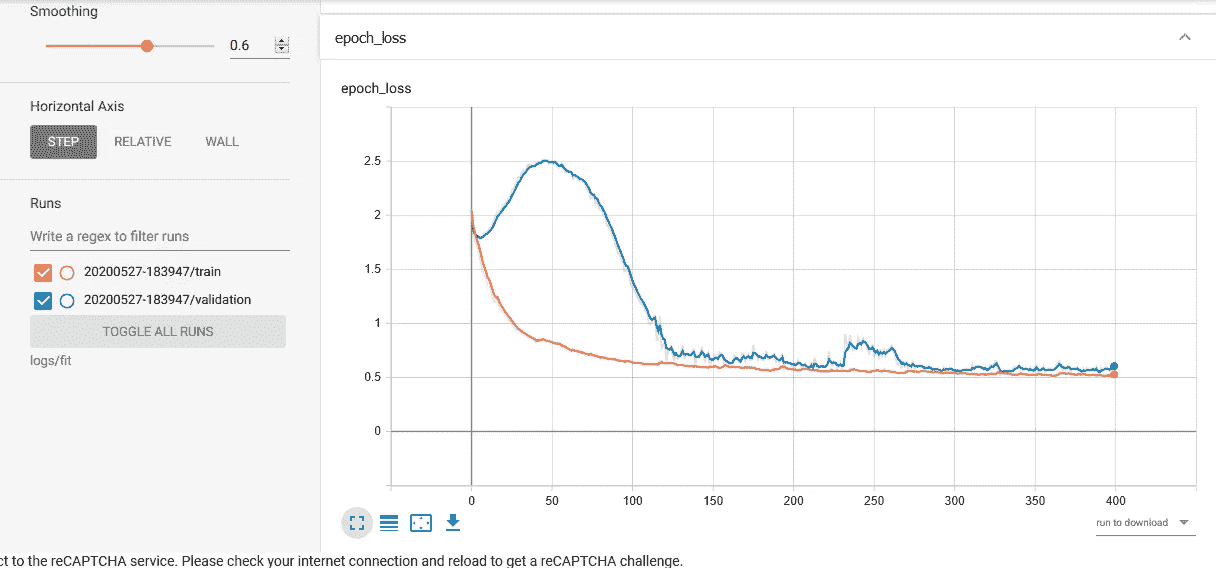 Smoothing
0.6
Horizontal Axis
STEP RELATIVE WALL
Runs
Write a regex to filter runs
20200527-183947/train
20200527-183947/validation
TOGGLE ALL RUNS
logs/fit
epoch_loss
epoch_loss
2.5
2
1.5
1
0.5
0
0 50 100 150 200 250 300 350 400
run to download
ct to the reCAPTCHA service. Please check your internet connection and reload to get a reCAPTCHA challenge.